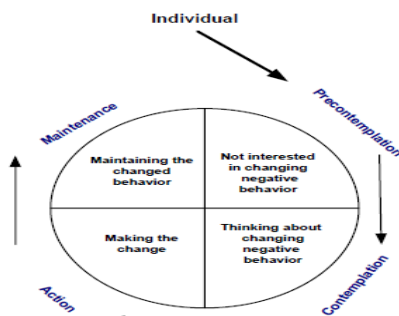 Individual
Precontemplation
Maintenance
Maintaining the
changed
behavior
Not interested
in changing
negative
behavior
Making the
change
Thinking about
changing
negative
behavior
Action
Contemplation